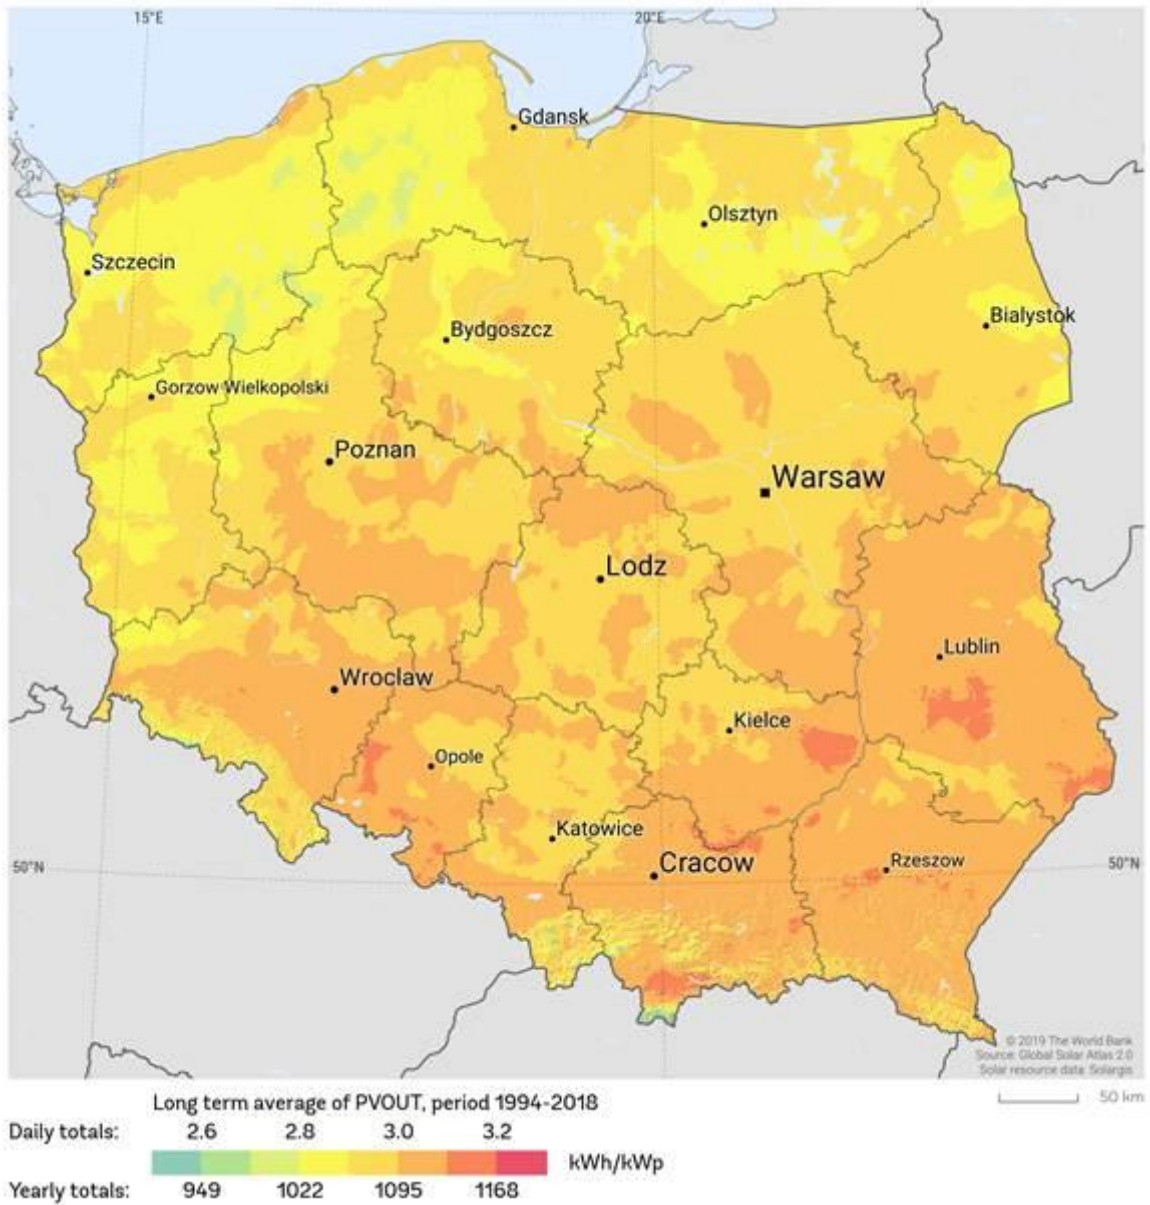 15°E 20°E
Gdansk
Olsztyn
Szczecin
Bialystok
Bydgoszcz
Gorzow Wielkopolski
Poznan
Warsaw
Lodz
Lublin
Wroclaw
Kielce
Opole
Katowice
Cracow
Rzeszow
50°N 50°N
© 2019 The World Bank
Source: Global Solar Atlas 2.0
Solar resource data: Solargis
50 km
Long term average of PVOUT, period 1994-2018
Daily totals: 2.6 2.8 3.0 3.2
kWh/kWp
Yearly totals: 949 1022 1095 1168